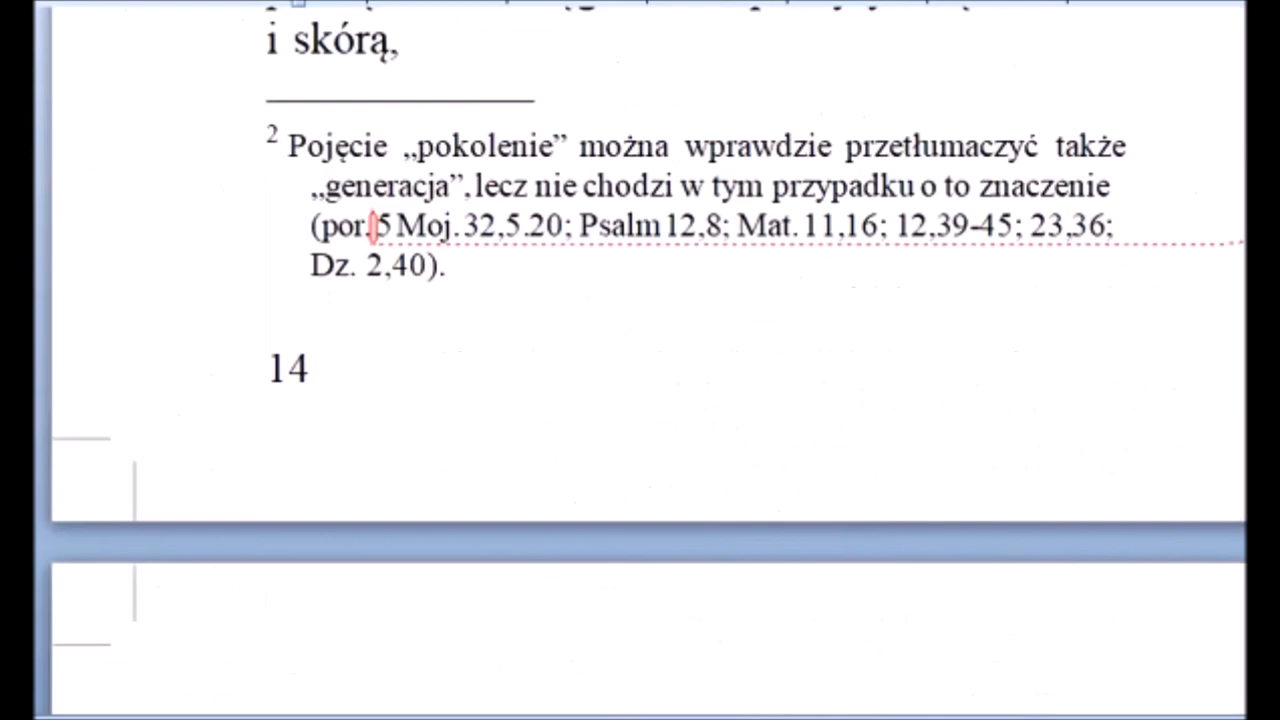 i skórą,
2 Pojęcie „pokolenie” można wprawdzie przetłumaczyć także
„generacja”, lecz nie chodzi w tym przypadku o to znaczenie
(por. 5 Moj. 32,5.20; Psalm 12,8; Mat. 11,16; 12,39-45; 23,36;
Dz. 2,40).
14